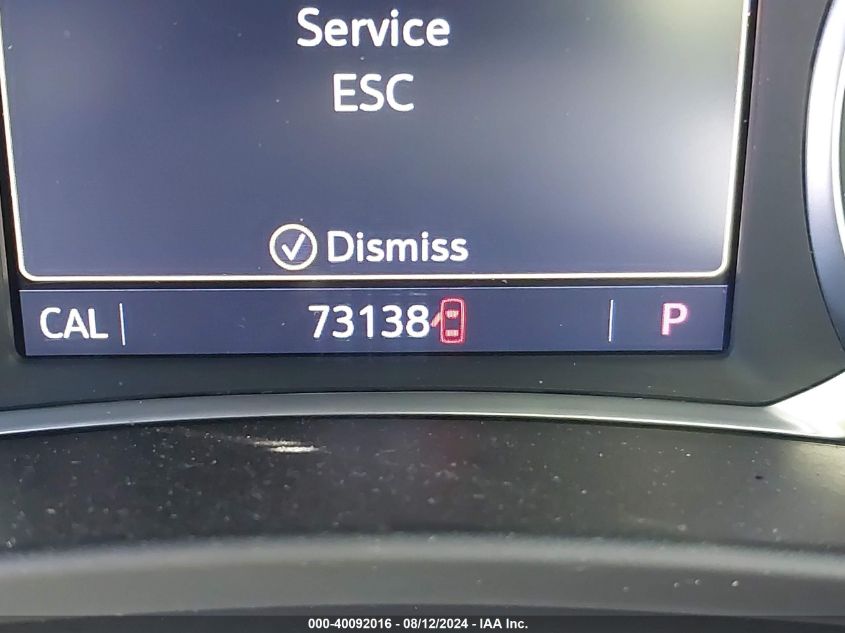 Service
ESC
Dismiss
CAL 73138 P
000-40092016 - 08/12/2024 - IAA Inc.